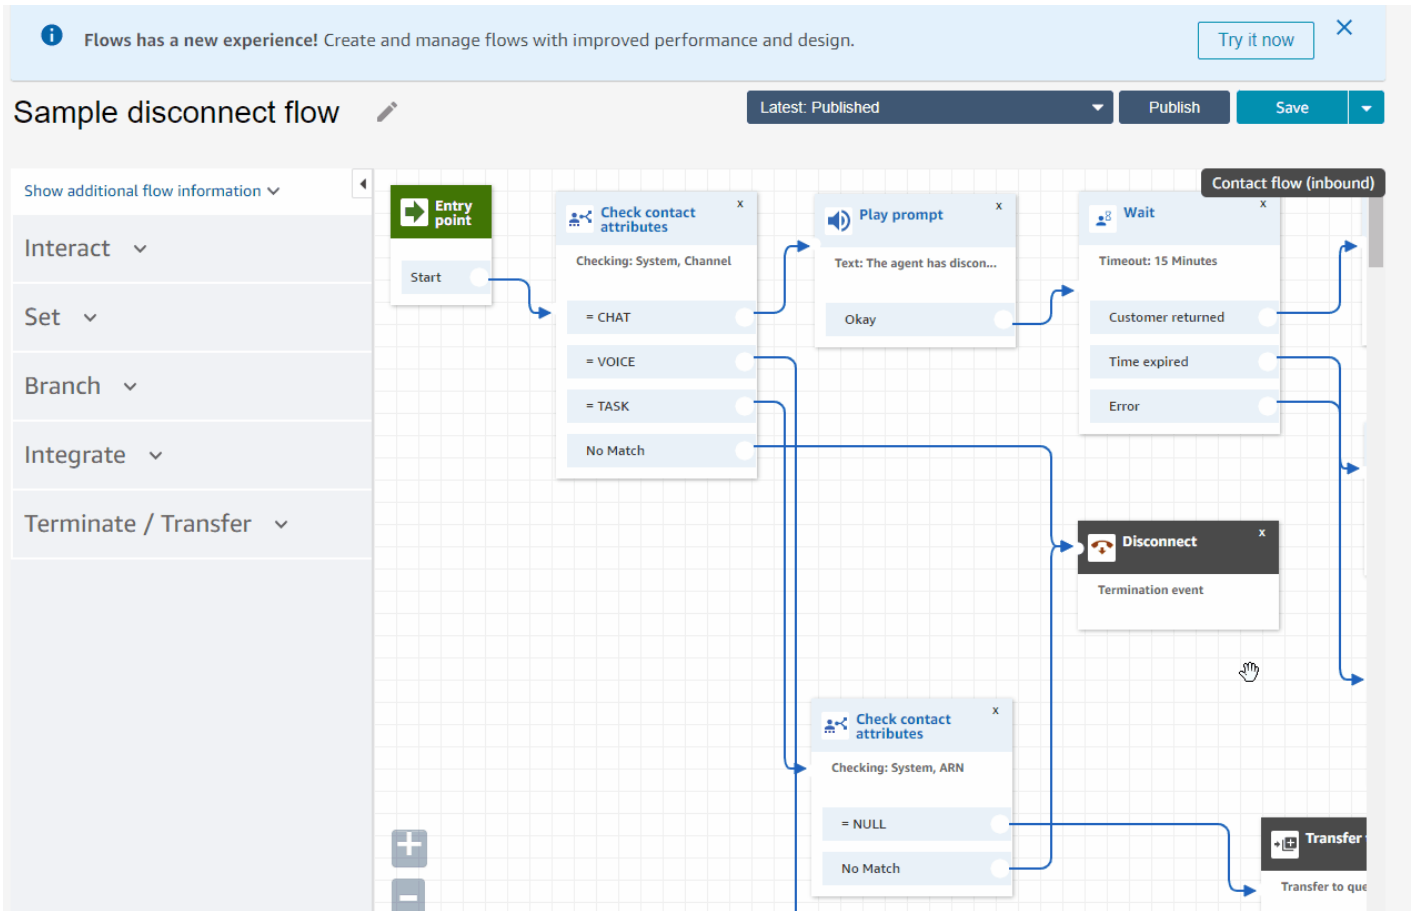 Flows has a new experience! Create and manage flows with improved performance and design.
Try it now
Sample disconnect flow
Latest: Published
Publish
Save
Show additional flow information
Contact flow (inbound)
Interact
Set
Branch
Integrate
Terminate / Transfer
Entry
point
Start
Check contact
attributes
x
Checking: System, Channel
= CHAT
= VOICE
= TASK
No Match
Play prompt
x
Text: The agent has discon...
Okay
Wait
x
Timeout: 15 Minutes
Customer returned
Time expired
Error
Disconnect
x
Termination event
Check contact
attributes
x
Checking: System, ARN
= NULL
No Match
Transfer
Transfer to que